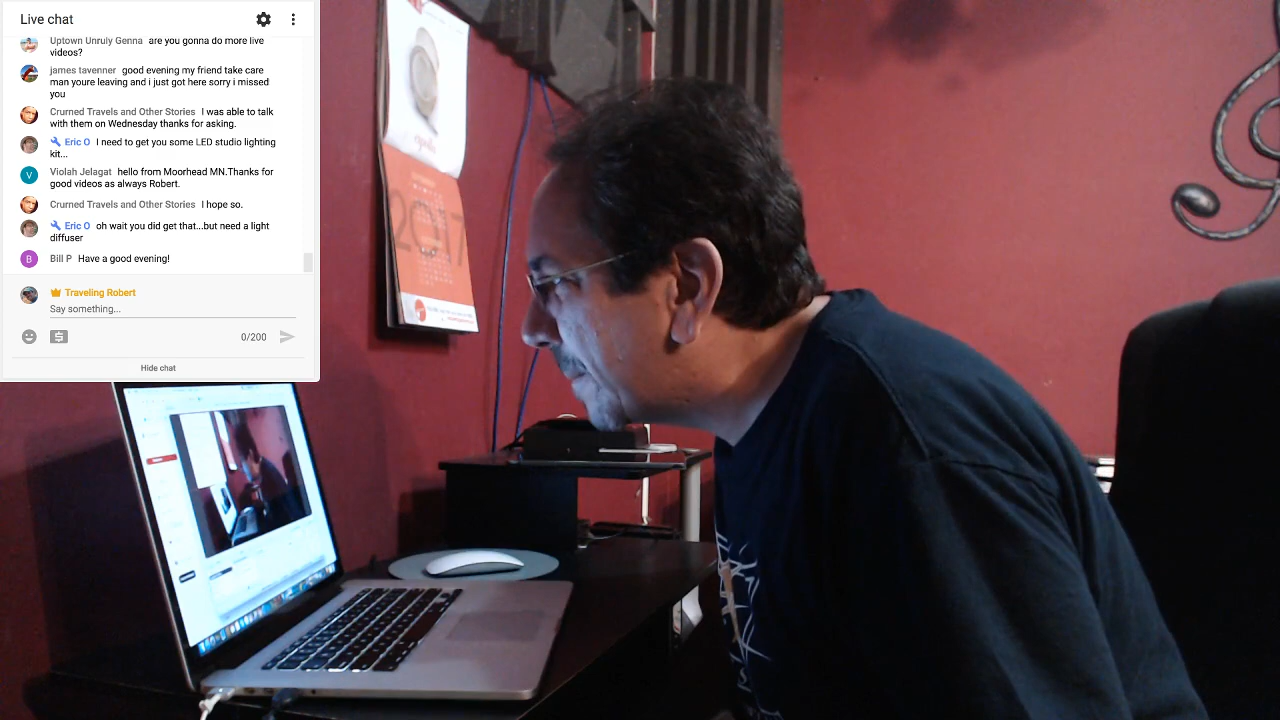 Live chat
Uptown Unruly Genna are you gonna do more live
videos?
james tavenner good evening my friend take care
man youre leaving and i just got here sorry i missed
you
Crurned Travels and Other Stories I was able to talk
with them on Wednesday thanks for asking.
Eric O I need to get you some LED studio lighting
kit...
V Violah Jelagat hello from Moorhead MN.Thanks for
good videos as always Robert.
Crurned Travels and Other Stories I hope so.
Eric O oh wait you did get that...but need a light
diffuser
B Bill P Have a good evening!
Traveling Robert
Say something...
0/200
Hide chat
2017